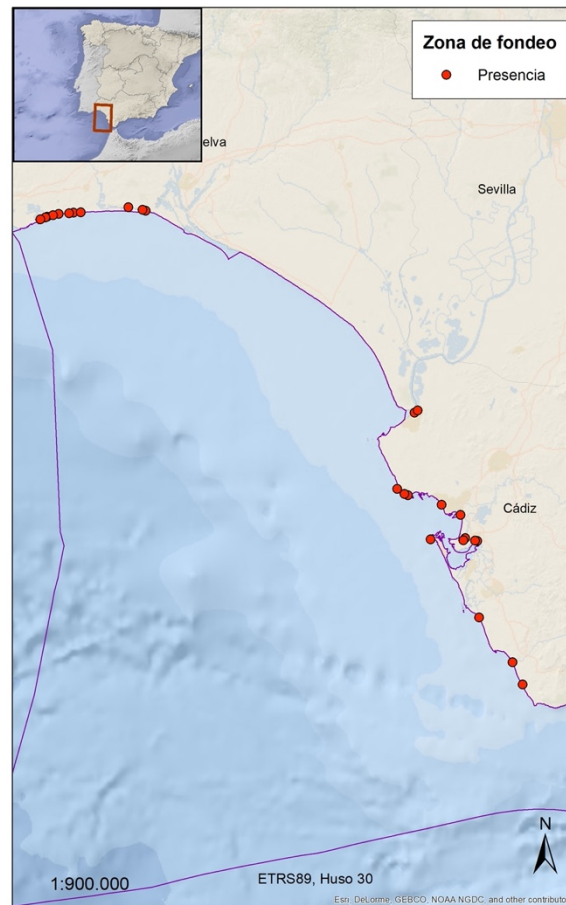 Zona de fondeo
Presencia
elva
Sevilla
Cádiz
N
1:900.000
ETRS89, Huso 30
Esri, DeLorme, GEBCO, NOAA NGDC, and other contributors